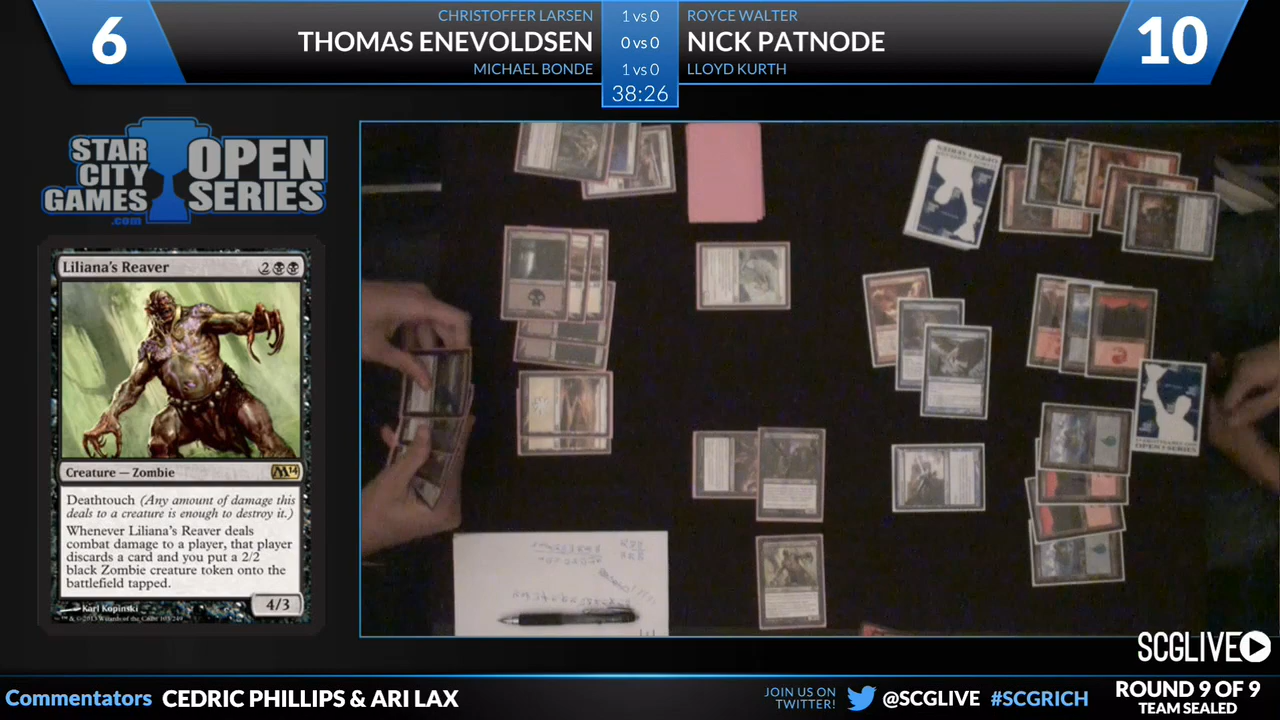 6
CHRISTOFFER LARSEN
THOMAS ENEVOLDSEN
MICHAEL BONDE
1 vs 0
0 vs 0
1 vs 0
38:26
ROYCE WALTER
NICK PATNODE
LLOYD KURTH
10
STAR
CITY
GAMES
.com
OPEN
SERIES
Liliana's Reaver 2
Creature — Zombie M14
Deathtouch (Any amount of damage this
deals to a creature is enough to destroy it.)
Whenever Liliana's Reaver deals
combat damage to a player, that player
discards a card and you put a 2/2
black Zombie creature token onto the
battlefield tapped.
Karl Kopinski
4/3
SCGLIVE
Commentators CEDRIC PHILLIPS & ARI LAX
JOIN US ON
TWITTER!
@SCGLIVE #SCGRICH
ROUND 9 OF 9
TEAM SEALED